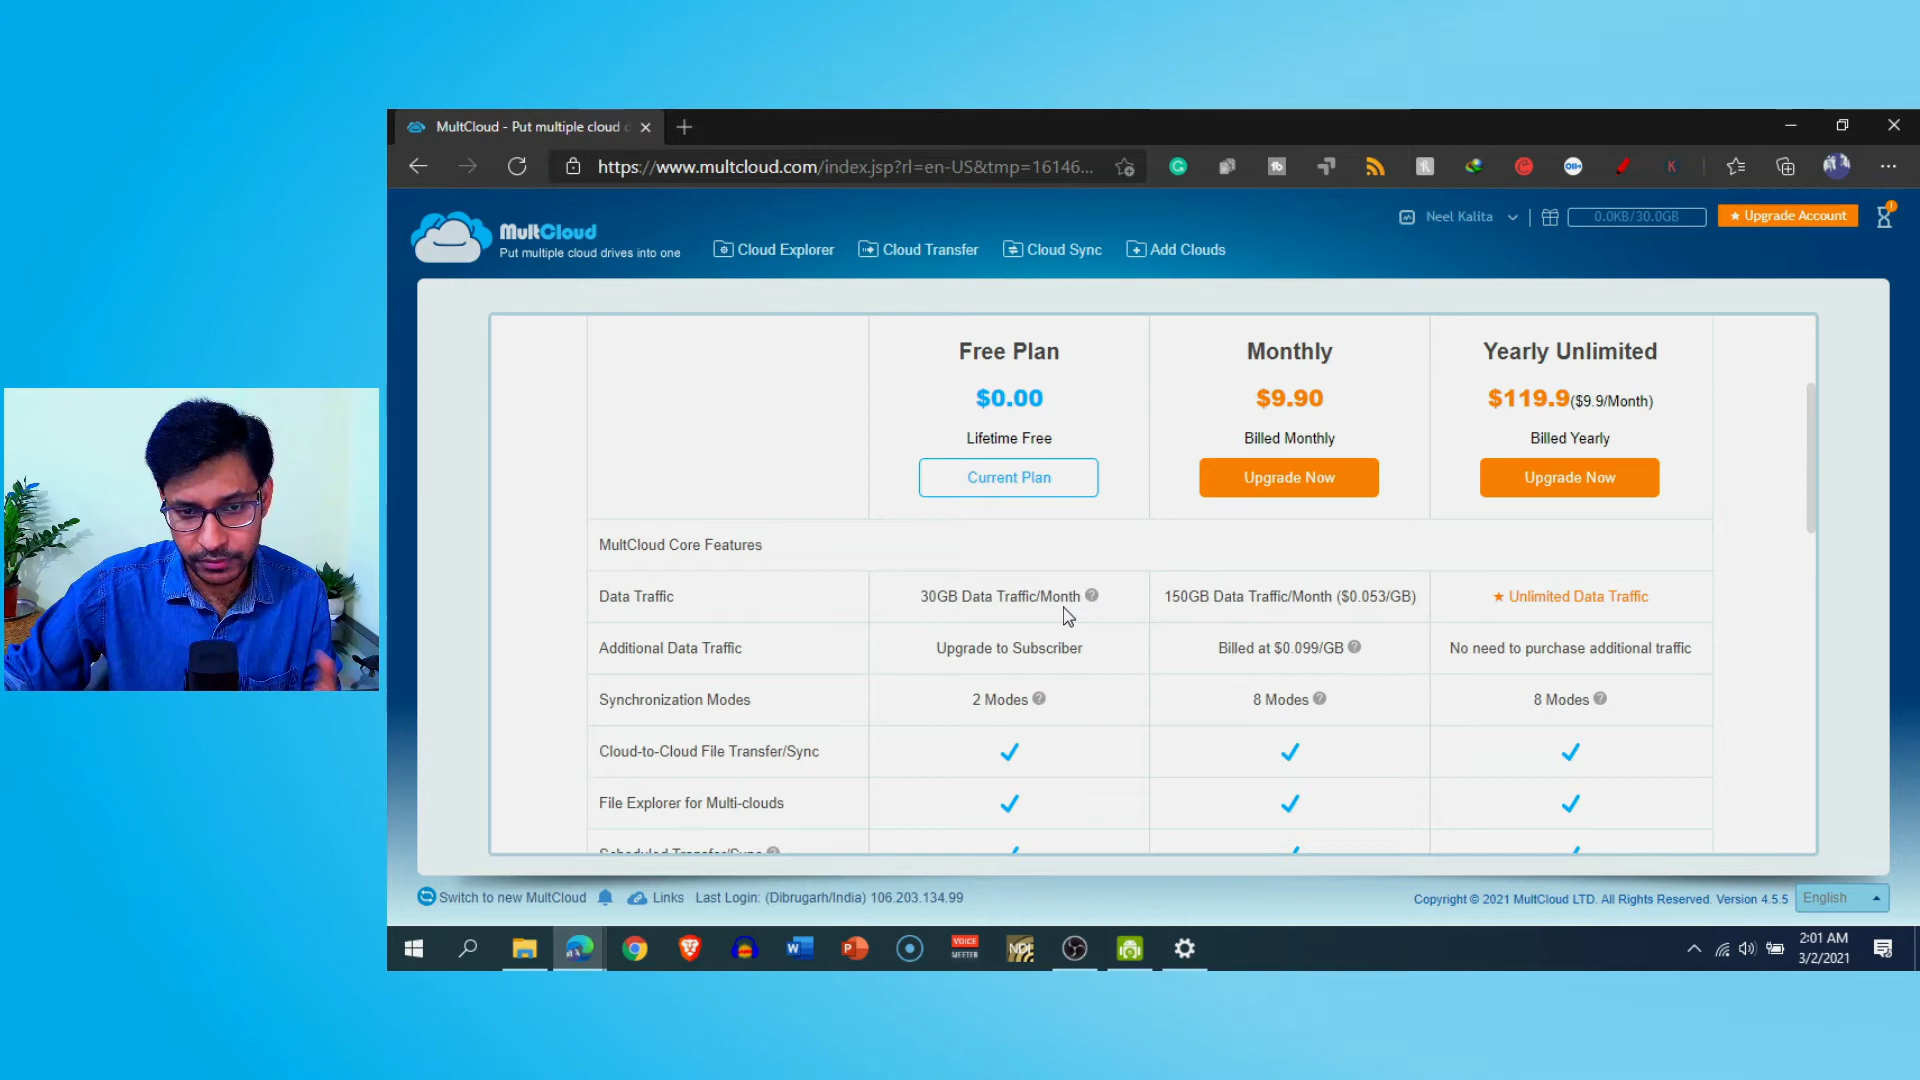 MultCloud - Put multiple cloud
https://www.multcloud.com/index.jsp?rl=en-US&tmp=16146...
MultCloud
Put multiple cloud drives into one
Cloud Explorer
Cloud Transfer
Cloud Sync
Add Clouds
Neel Kalita
0.0KB/30.0GB
★ Upgrade Account
Free Plan
Monthly
Yearly Unlimited
$0.00
$9.90
$119.9($9.9/Month)
Lifetime Free
Billed Monthly
Billed Yearly
Current Plan
Upgrade Now
Upgrade Now
MultCloud Core Features
Data Traffic
30GB Data Traffic/Month
150GB Data Traffic/Month ($0.053/GB)
★ Unlimited Data Traffic
Additional Data Traffic
Upgrade to Subscriber
Billed at $0.099/GB
No need to purchase additional traffic
Synchronization Modes
2 Modes
8 Modes
8 Modes
Cloud-to-Cloud File Transfer/Sync
File Explorer for Multi-clouds
Scheduled Transfer/Sync
Switch to new MultCloud
Links
Last Login: (Dibrugarh/India) 106.203.134.99
Copyright © 2021 MultCloud LTD. All Rights Reserved. Version 4.5.5
English
VOICE
MEETER
2:01 AM
3/2/2021